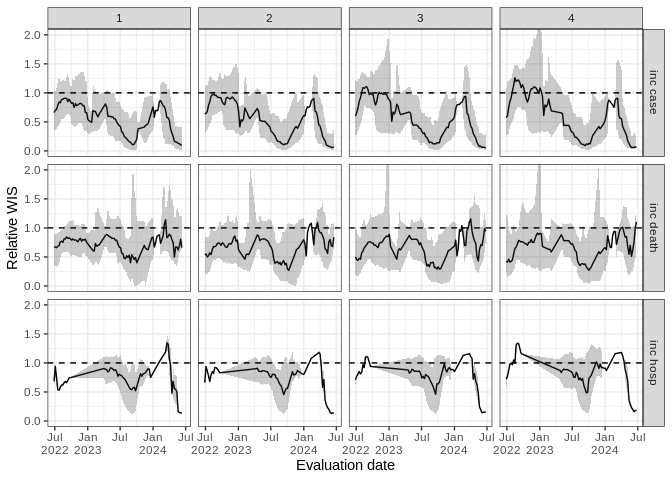 1 2 3 4
2.0
1.5
1.0
0.5
0.0
inc case
2.0
1.5
1.0
0.5
0.0
inc death
2.0
1.5
1.0
0.5
0.0
inc hosp
Relative WIS
Jul Jan Jul Jan Jul Jul Jan Jul Jan Jul Jul Jan Jul Jan Jul Jul Jan Jul Jan Jul
2022 2023 2024 2022 2023 2024 2022 2023 2024 2022 2023 2024
Evaluation date